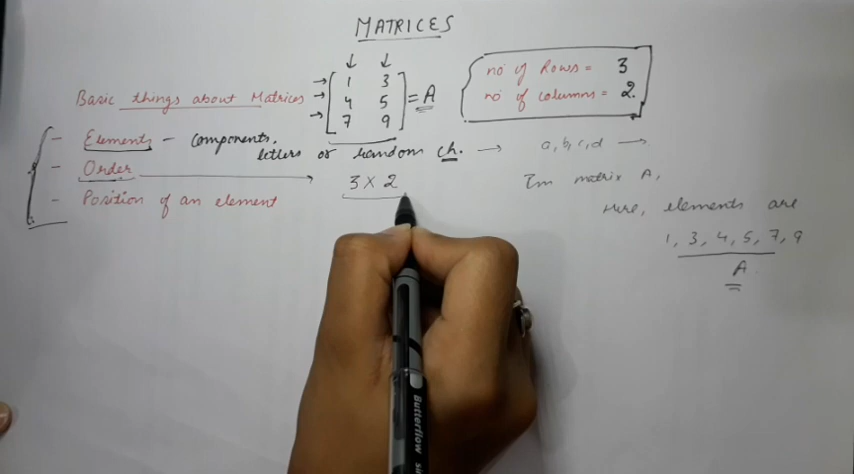 MATRICES
↓ ↓
→ 1 3
Basic things about Matrices → 4 5 = A
→ 7 9
no of Rows = 3
no of columns = 2.
- Elements - components,
letters or random ch. → a, b, c, d →
- Order → 3 × 2
- Position of an element
In matrix A,
Here, elements are
1, 3, 4, 5, 7, 9
A
Butterflow